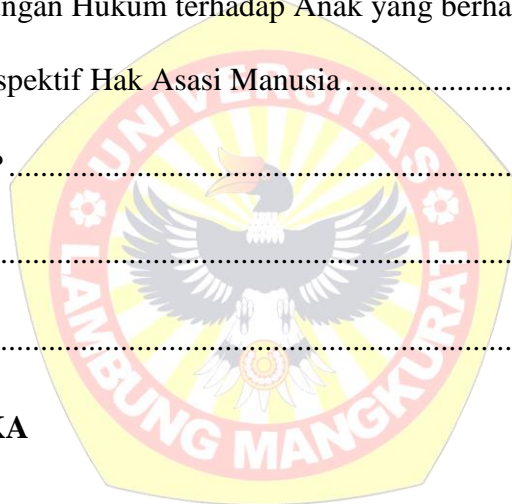 ngan Hukum terhadap Anak yang berha
spektif Hak Asasi Manusia ......................
................................................................
................................................................
................................................................
KA
UNIVERSITAS
LAMBUNG MANGKURAT